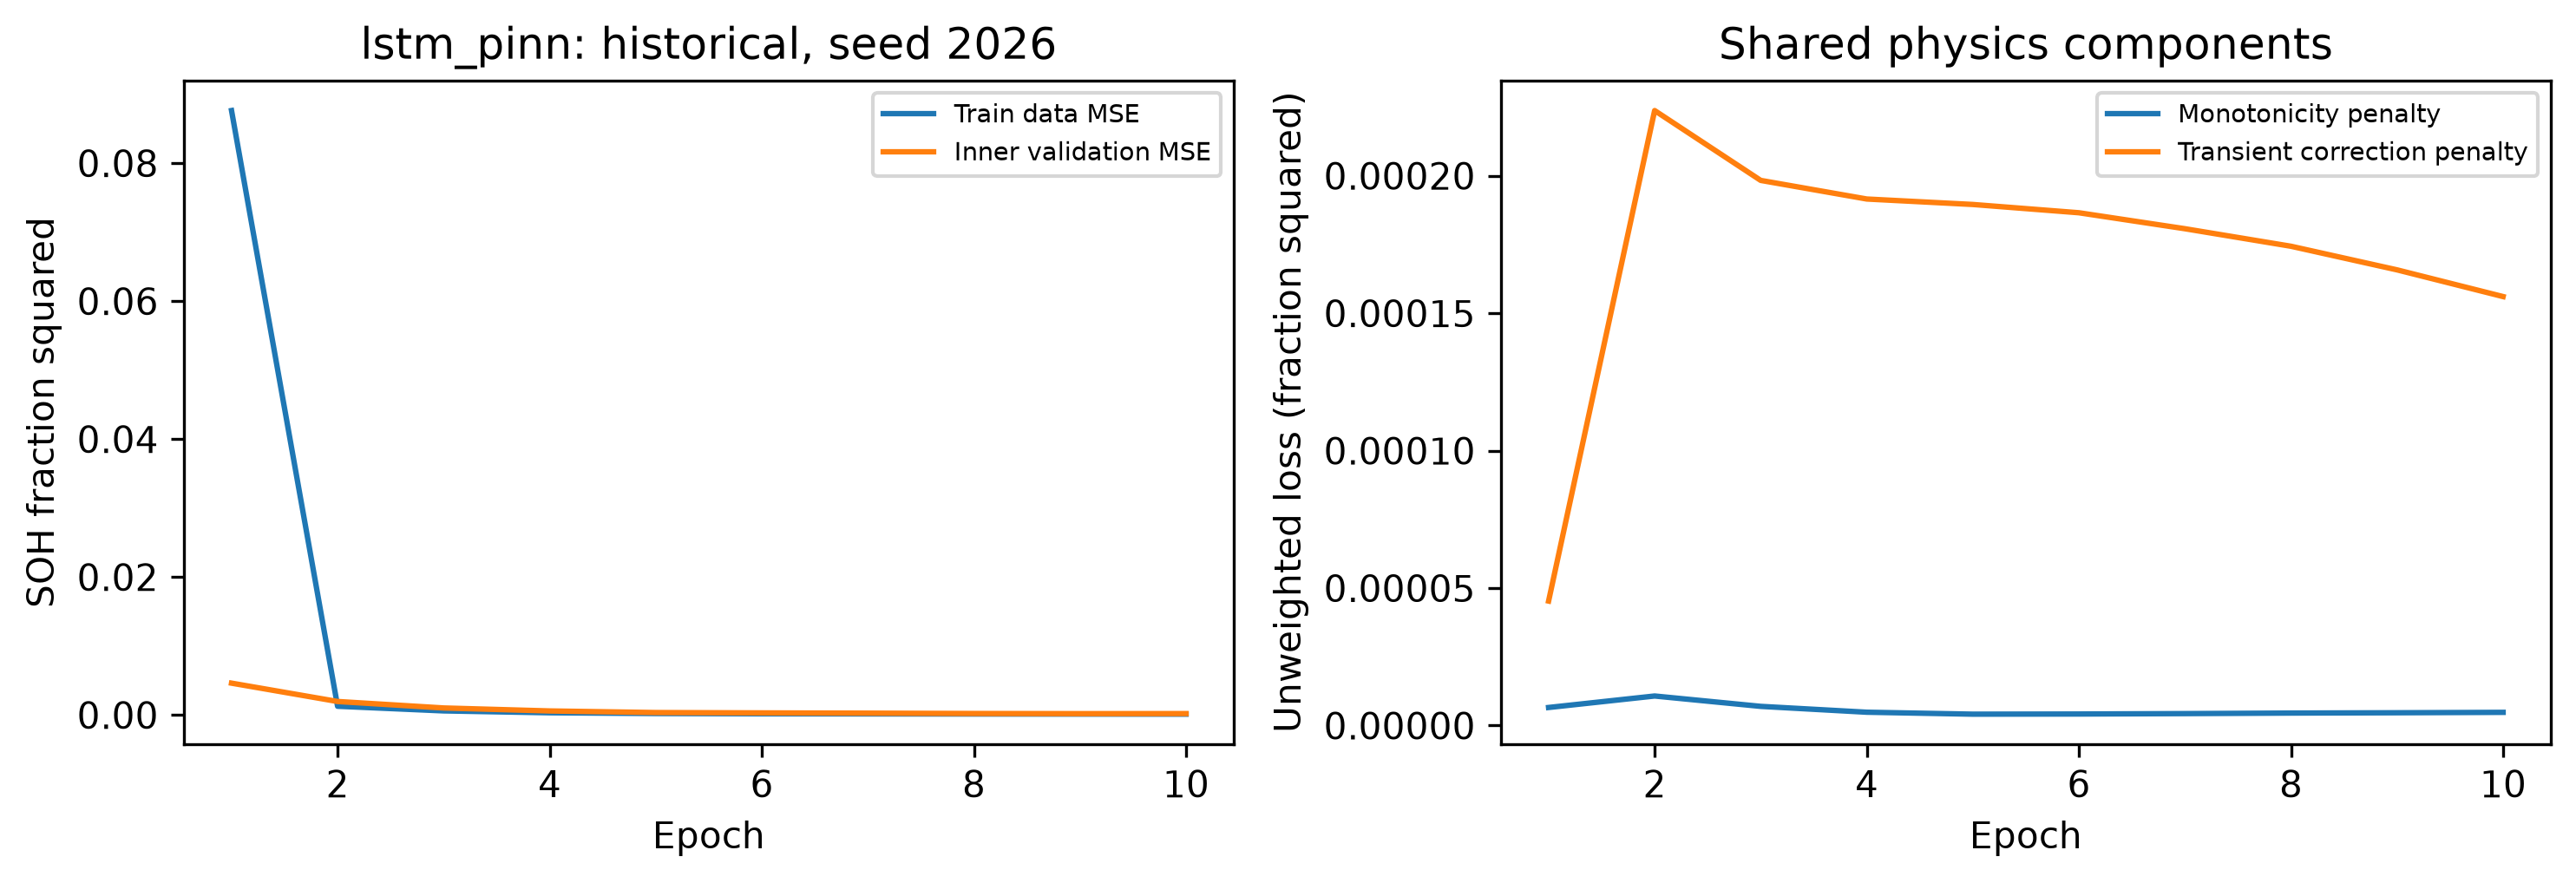 lstm_pinn: historical, seed 2026
Train data MSE
Inner validation MSE
SOH fraction squared
0.08
0.06
0.04
0.02
0.00
2 4 6 8 10
Epoch
Shared physics components
Monotonicity penalty
Transient correction penalty
Unweighted loss (fraction squared)
0.00020
0.00015
0.00010
0.00005
0.00000
2 4 6 8 10
Epoch